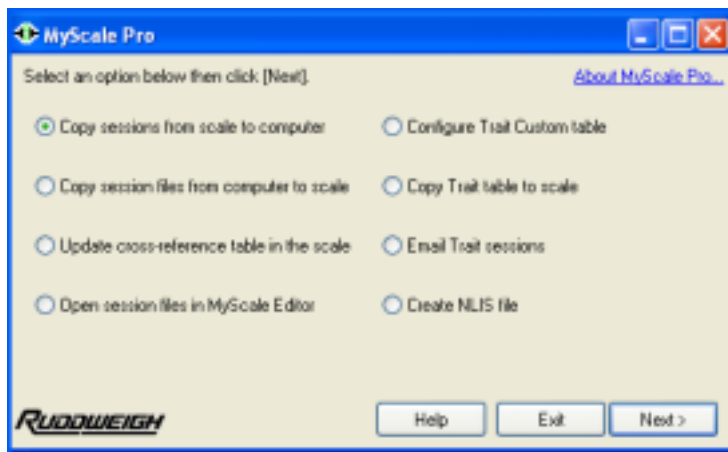 MyScale Pro
Select an option below then click [Next].
About MyScale Pro...
Copy sessions from scale to computer
Configure Trait Custom table
Copy session files from computer to scale
Copy Trait table to scale
Update cross-reference table in the scale
Email Trait sessions
Open session files in MyScale Editor
Create NLIS file
RUDDWEIGH
Help
Exit
Next >